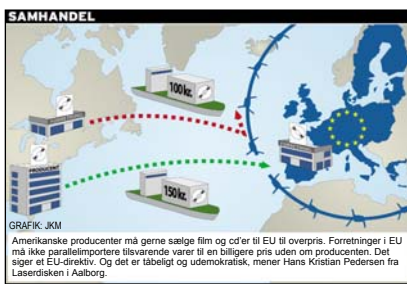 SAMHANDEL
100 kr.
PRODUCENT
150 kr.
GRAFIK: JKM
Amerikanske producenter må gerne sælge film og cd'er til EU til overpris. Forretninger i EU
må ikke parallelimportere tilsvarende varer til en billigere pris uden om producenten. Det
siger et EU-direktiv. Og det er tåbeligt og udemokratisk, mener Hans Kristian Pedersen fra
Laserdisken i Aalborg.